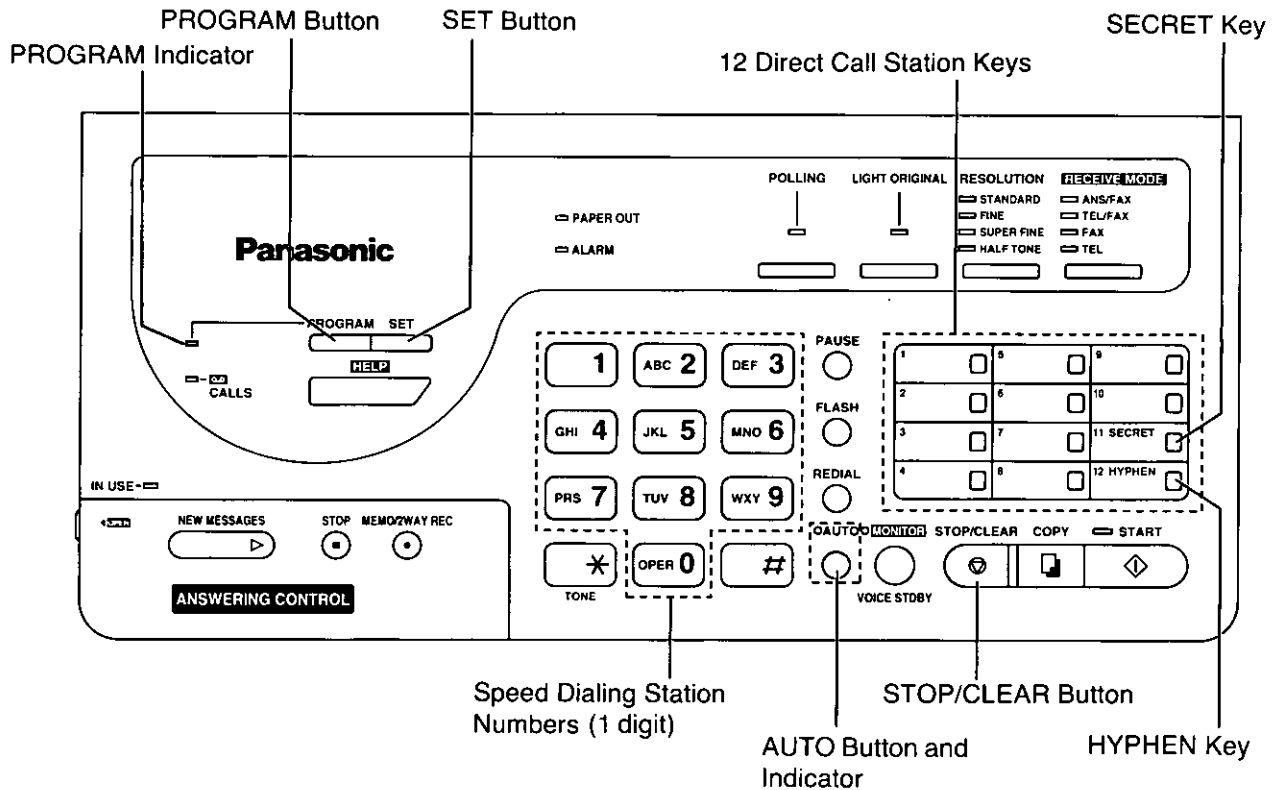 PROGRAM Button
SET Button
SECRET Key
PROGRAM Indicator
12 Direct Call Station Keys
POLLING
LIGHT ORIGINAL
RESOLUTION
RECEIVE MODE
STANDARD
FINE
SUPER FINE
HALF TONE
ANS/FAX
TEL/FAX
FAX
TEL
PAPER OUT
ALARM
Panasonic
PROGRAM SET
HELP
CALLS
1
ABC 2
DEF 3
GHI 4
JKL 5
MNO 6
PRS 7
TUV 8
WXY 9
* 
OPER 0
#
TONE
PAUSE
FLASH
REDIAL
AUTO
MONITOR
VOICE STDBY
1
5
9
2
6
10
3
7
11 SECRET
4
8
12 HYPHEN
STOP/CLEAR
COPY
START
IN USE
NEW MESSAGES
STOP
MEMO/2WAY REC
ANSWERING CONTROL
Speed Dialing Station
Numbers (1 digit)
AUTO Button and
Indicator
STOP/CLEAR Button
HYPHEN Key